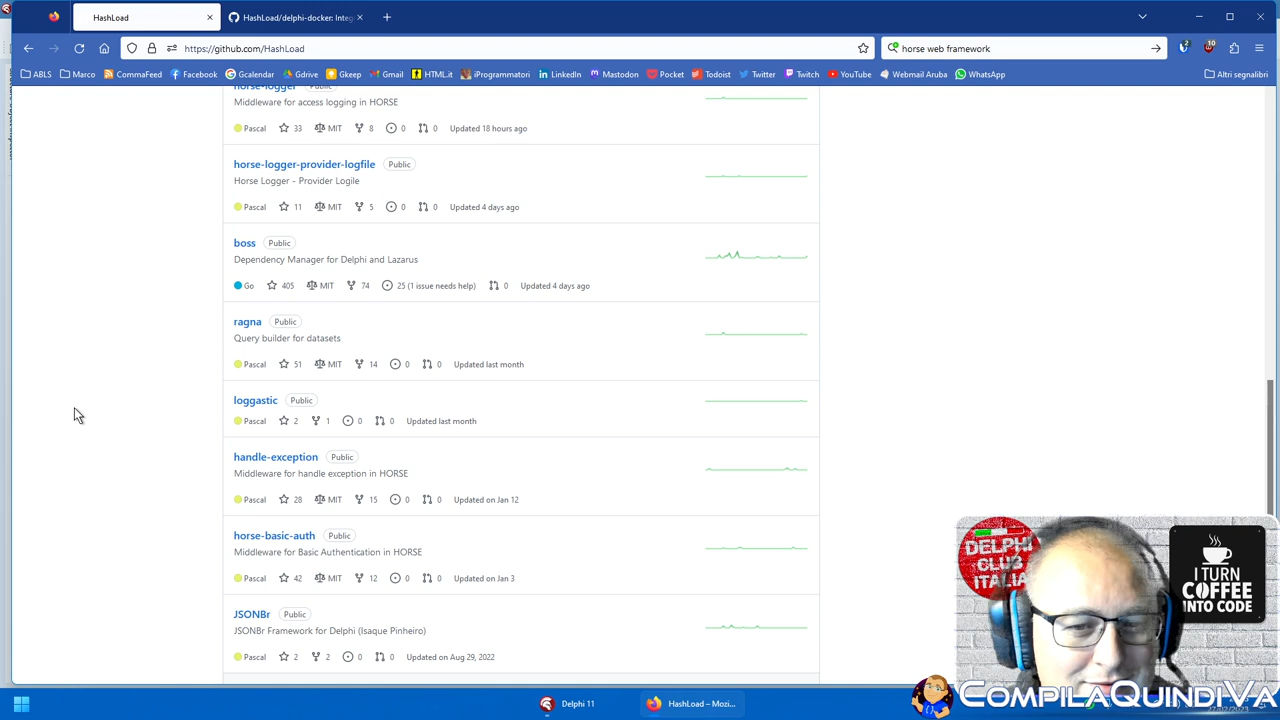 HashLoad
HashLoad/delphi-docker: Integ
https://github.com/HashLoad
horse web framework
2
10
ABLS
Marco
CommaFeed
Facebook
Gcalendar
Gdrive
Gkeep
Gmail
HTML.it
iProgrammatori
LinkedIn
Mastodon
Pocket
Todoist
Twitter
Twitch
YouTube
Webmail Aruba
WhatsApp
Altri segnalibri
horse-logger Public
Middleware for access logging in HORSE
Pascal 33 MIT 8 0 0 Updated 18 hours ago
horse-logger-provider-logfile Public
Horse Logger - Provider Logile
Pascal 11 MIT 5 0 0 Updated 4 days ago
boss Public
Dependency Manager for Delphi and Lazarus
Go 405 MIT 74 25 (1 issue needs help) 0 Updated 4 days ago
ragna Public
Query builder for datasets
Pascal 51 MIT 14 0 0 Updated last month
loggastic Public
Pascal 2 1 0 0 Updated last month
handle-exception Public
Middleware for handle exception in HORSE
Pascal 28 MIT 15 0 0 Updated on Jan 12
horse-basic-auth Public
Middleware for Basic Authentication in HORSE
Pascal 42 MIT 12 0 0 Updated on Jan 3
JSONBr Public
JSONBr Framework for Delphi (Isaque Pinheiro)
Pascal 2 2 0 0 Updated on Aug 29, 2022
DELPHI
CLUB
ITALIA
I TURN
COFFEE
INTO CODE
COMPILAQUINDIVA
Delphi 11
HashLoad – Mozi...